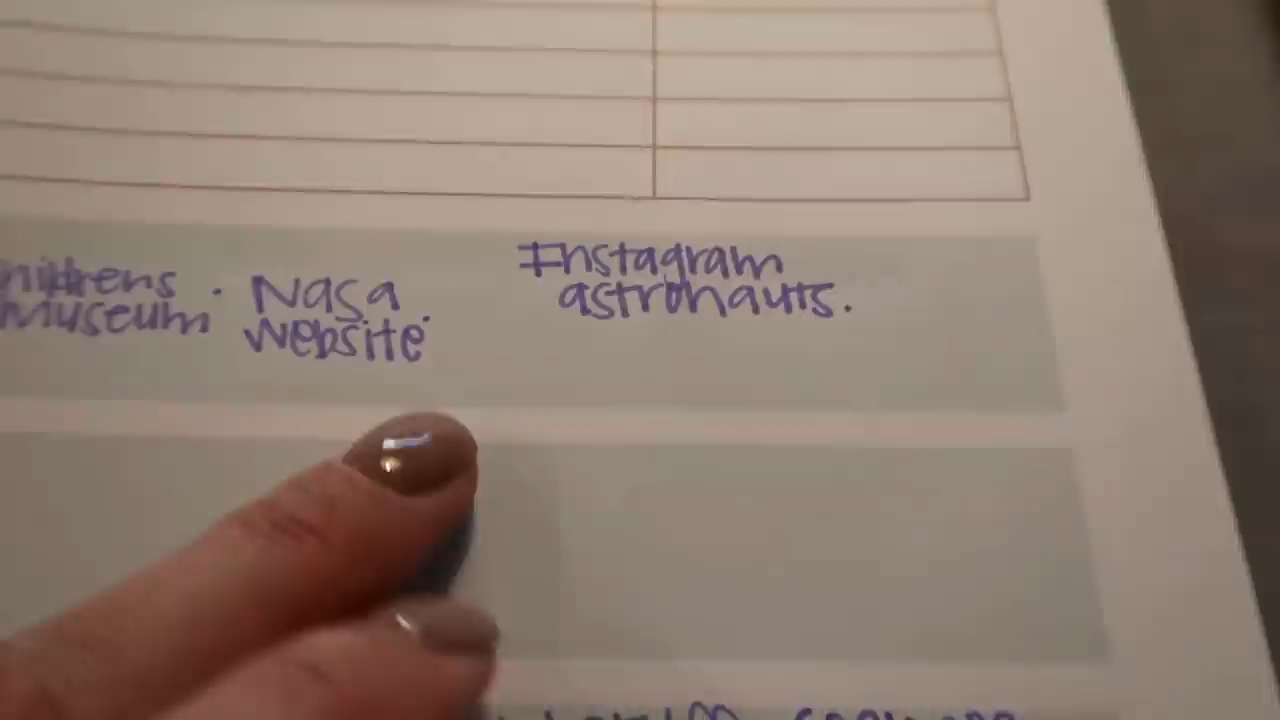 Museum.
Nasa
website.
Instagram
astronauts.